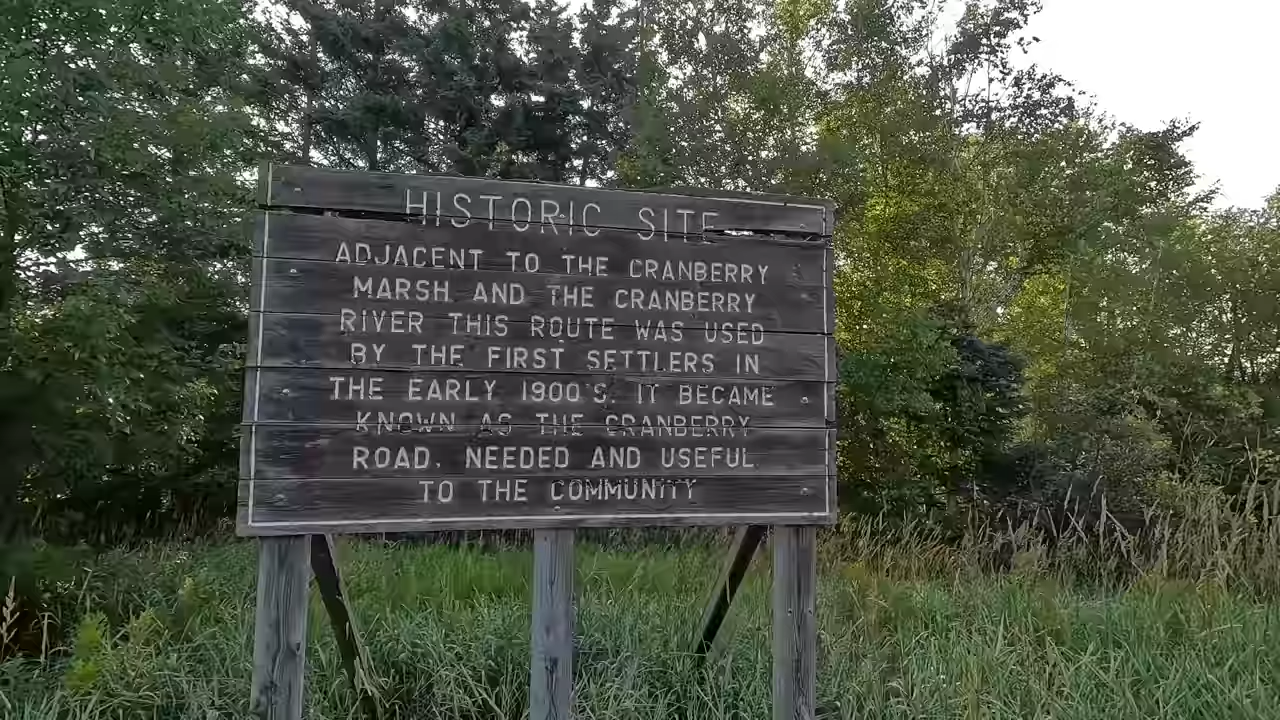 HISTORIC SITE
ADJACENT TO THE CRANBERRY
MARSH AND THE CRANBERRY
RIVER THIS ROUTE WAS USED
BY THE FIRST SETTLERS IN
THE EARLY 1900'S. IT BECAME
KNOWN AS THE CRANBERRY
ROAD. NEEDED AND USEFUL
TO THE COMMUNITY